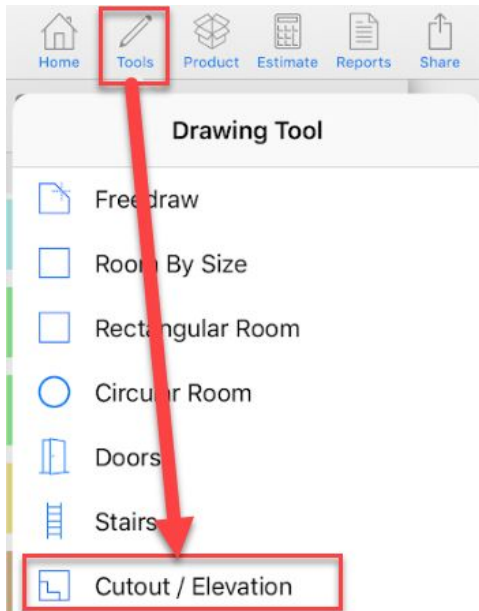 Home Tools Product Estimate Reports Share
Drawing Tool
Freedraw
Room By Size
Rectangular Room
Circular Room
Doors
Stairs
Cutout / Elevation